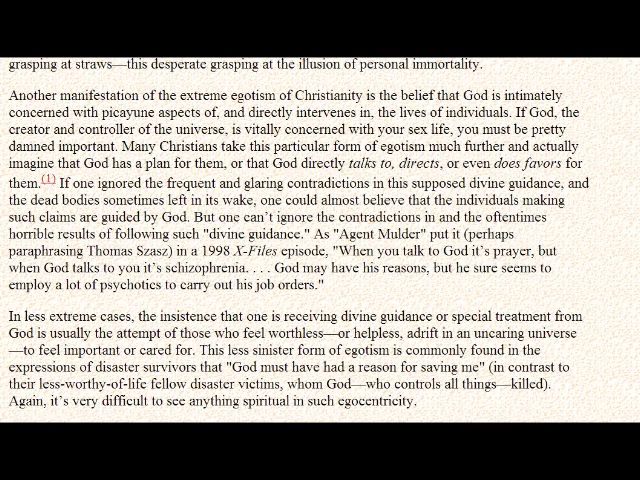 grasping at straws—this desperate grasping at the illusion of personal immortality.
Another manifestation of the extreme egotism of Christianity is the belief that God is intimately
concerned with picayune aspects of, and directly intervenes in, the lives of individuals. If God, the
creator and controller of the universe, is vitally concerned with your sex life, you must be pretty
damned important. Many Christians take this particular form of egotism much further and actually
imagine that God has a plan for them, or that God directly talks to, directs, or even does favors for
them.(1) If one ignored the frequent and glaring contradictions in this supposed divine guidance, and
the dead bodies sometimes left in its wake, one could almost believe that the individuals making
such claims are guided by God. But one can't ignore the contradictions in and the oftentimes
horrible results of following such "divine guidance." As "Agent Mulder" put it (perhaps
paraphrasing Thomas Szasz) in a 1998 X-Files episode, "When you talk to God it's prayer, but
when God talks to you it's schizophrenia. . . . God may have his reasons, but he sure seems to
employ a lot of psychotics to carry out his job orders."
In less extreme cases, the insistence that one is receiving divine guidance or special treatment from
God is usually the attempt of those who feel worthless—or helpless, adrift in an uncaring universe
—to feel important or cared for. This less sinister form of egotism is commonly found in the
expressions of disaster survivors that "God must have had a reason for saving me" (in contrast to
their less-worthy-of-life fellow disaster victims, whom God—who controls all things—killed).
Again, it's very difficult to see anything spiritual in such egocentricity.